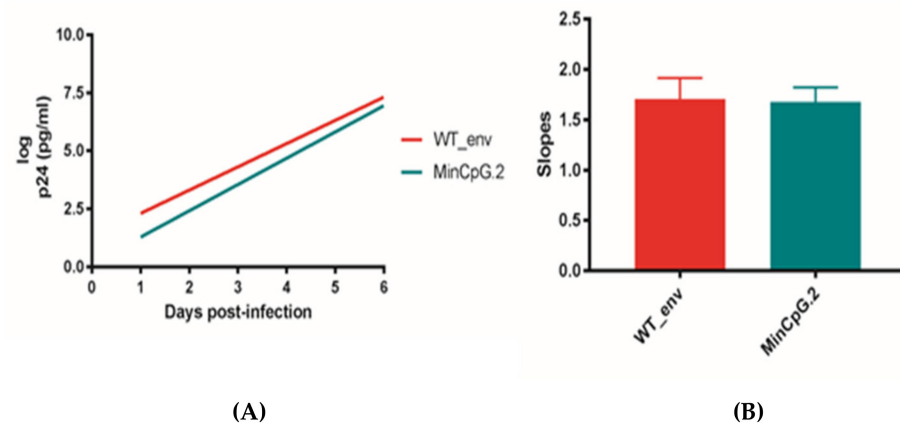 10.0
7.5
5.0
2.5
0.0
log
p24 (pg/ml)
0 1 2 3 4 5 6
Days post-infection
WT_env
MinCpG.2
2.5
2.0
1.5
1.0
0.5
0.0
Slopes
WT_env
MinCpG.2
(A)
(B)